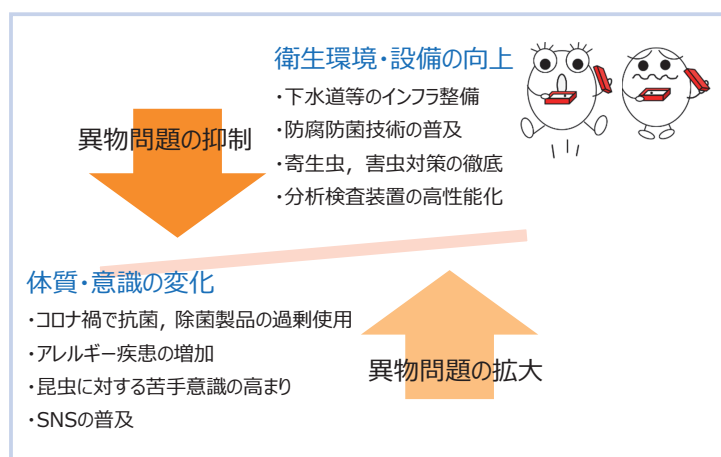 衛生環境・設備の向上
・下水道等のインフラ整備
・防腐防菌技術の普及
・寄生虫，害虫対策の徹底
・分析検査装置の高性能化
異物問題の抑制
体質・意識の変化
・コロナ禍で抗菌，除菌製品の過剰使用
・アレルギー疾患の増加
・昆虫に対する苦手意識の高まり
・SNSの普及
異物問題の拡大